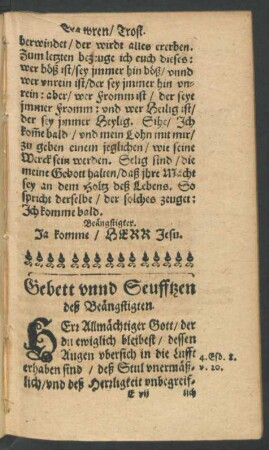 Trawren/ Trost.
berwindet/ der wirdt alles ererben.
Zum letzten bezeuge ich euch dieses:
wer böß ist/ sey jmmer hin böß/ vnnd
wer vnrein ist/ der sey jmmer hin vn-
rein: aber/ wer Fromm ist/ der seye
jmmer Fromm: vnd wer Heilig ist/
der sey jmmer Heylig. Sihe/ Ich
kom̃e bald/ vnd mein Lohn mit mir/
zu geben einem jeglichen/ wie seine
Werck sein werden. Selig sind/ die
meine Gebott halten/ daß jhre Macht
sey an dem Holtz deß Lebens. So
spricht derselbe/ der solches zeuget:
Ich komme bald.
Beängstigter.
Ja komme/ HERR Jesu.
Gebett vnnd Seufftzen
deß Beängstigten.
HErr Allmächtiger Gott/ der
du ewiglich bleibest/ dessen
Augen vbersich in die Lufft
erhaben sind/ deß Stul vnermäß-
lich/ vnd deß Herrligkeit vnbegreif-
4. Esd. 8.
v. 20.
E vij lich